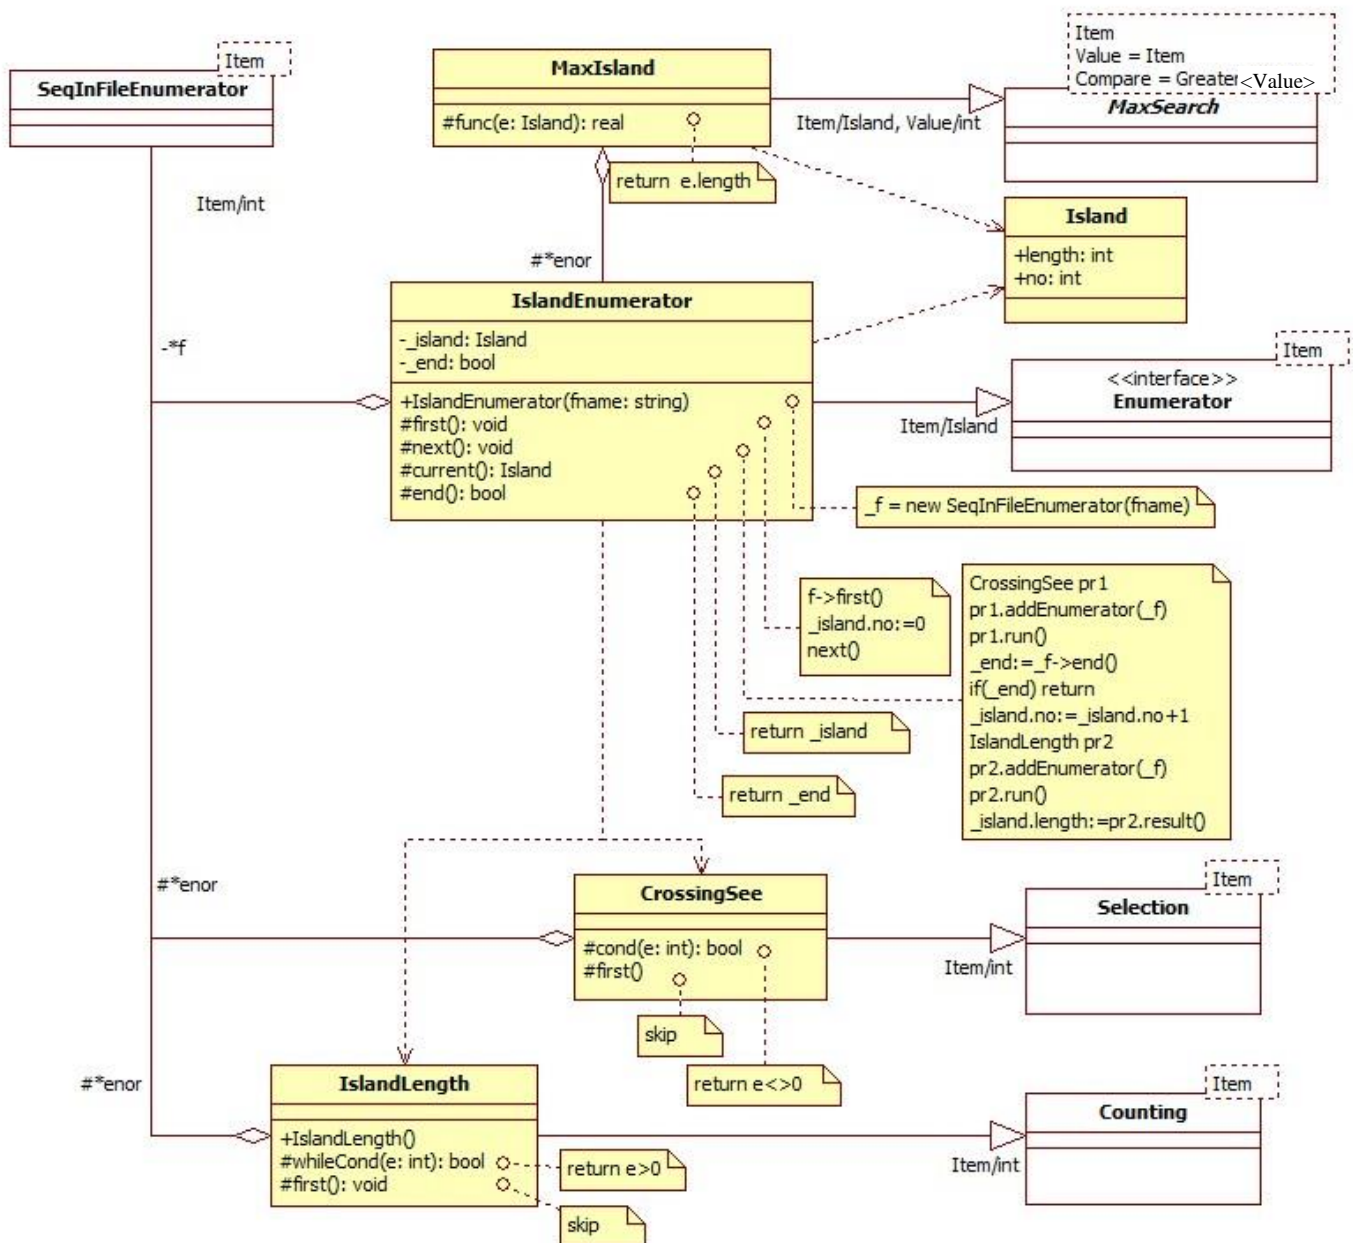 Item
SeqInFileEnumerator
MaxIsland
#func(e: Island): real
return e.length
Item
Value = Item
Compare = Greater<Value>
MaxSearch
Item/Island, Value/int
Item/int
Island
+length: int
+no: int
#*enor
IslandEnumerator
-_island: Island
-_end: bool
+IslandEnumerator(fname: string)
#first(): void
#next(): void
#current(): Island
#end(): bool
-*f
Item
<<interface>>
Enumerator
Item/Island
_f = new SeqInFileEnumerator(fname)
f->first()
_island.no:=0
next()
CrossingSee pr1
pr1.addEnumerator(_f)
pr1.run()
_end:=_f->end()
if(_end) return
_island.no:=_island.no+1
IslandLength pr2
pr2.addEnumerator(_f)
pr2.run()
_island.length:=pr2.result()
return _island
return _end
#*enor
CrossingSee
#cond(e: int): bool
#first()
Item
Selection
Item/int
skip
return e<>0
#*enor
IslandLength
+IslandLength()
#whileCond(e: int): bool
#first(): void
return e>0
skip
Item
Counting
Item/int